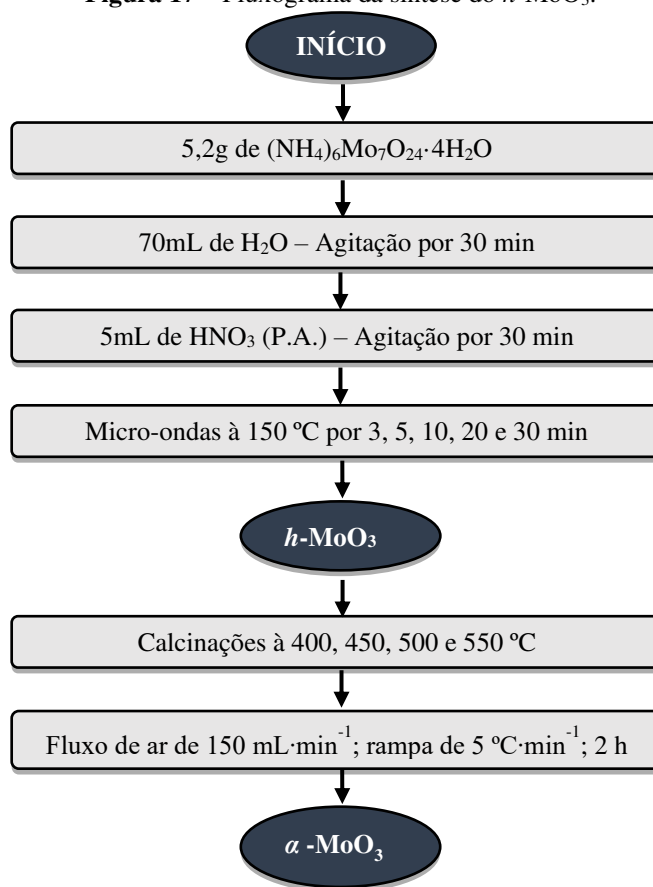 Figura 17 – Fluxograma da síntese do h-MoO₃.
INÍCIO
5,2g de (NH₄)₆Mo₇O₂₄·4H₂O
70mL de H₂O – Agitação por 30 min
5mL de HNO₃ (P.A.) – Agitação por 30 min
Micro-ondas à 150 ºC por 3, 5, 10, 20 e 30 min
h-MoO₃
Calcinações à 400, 450, 500 e 550 ºC
Fluxo de ar de 150 mL·min⁻¹; rampa de 5 ºC·min⁻¹; 2 h
α -MoO₃